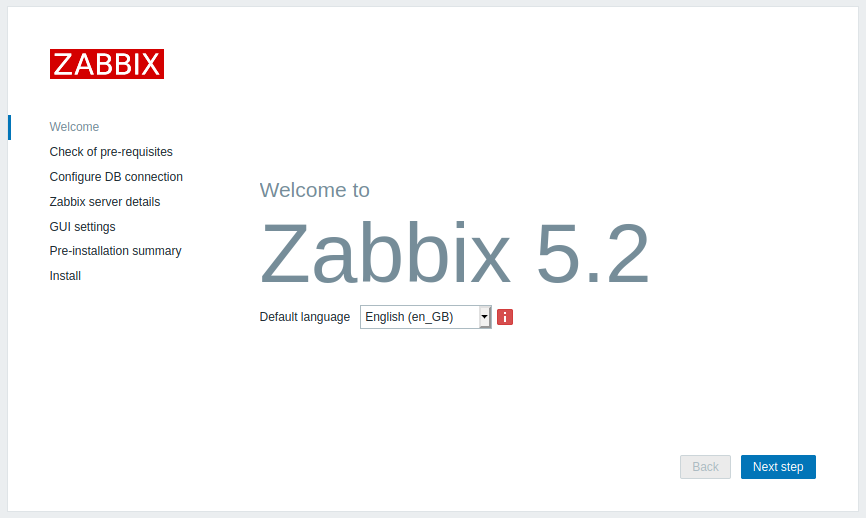 ZABBIX
Welcome
Check of pre-requisites
Configure DB connection
Zabbix server details
GUI settings
Pre-installation summary
Install
Welcome to
Zabbix 5.2
Default language English (en_GB) i
Back Next step